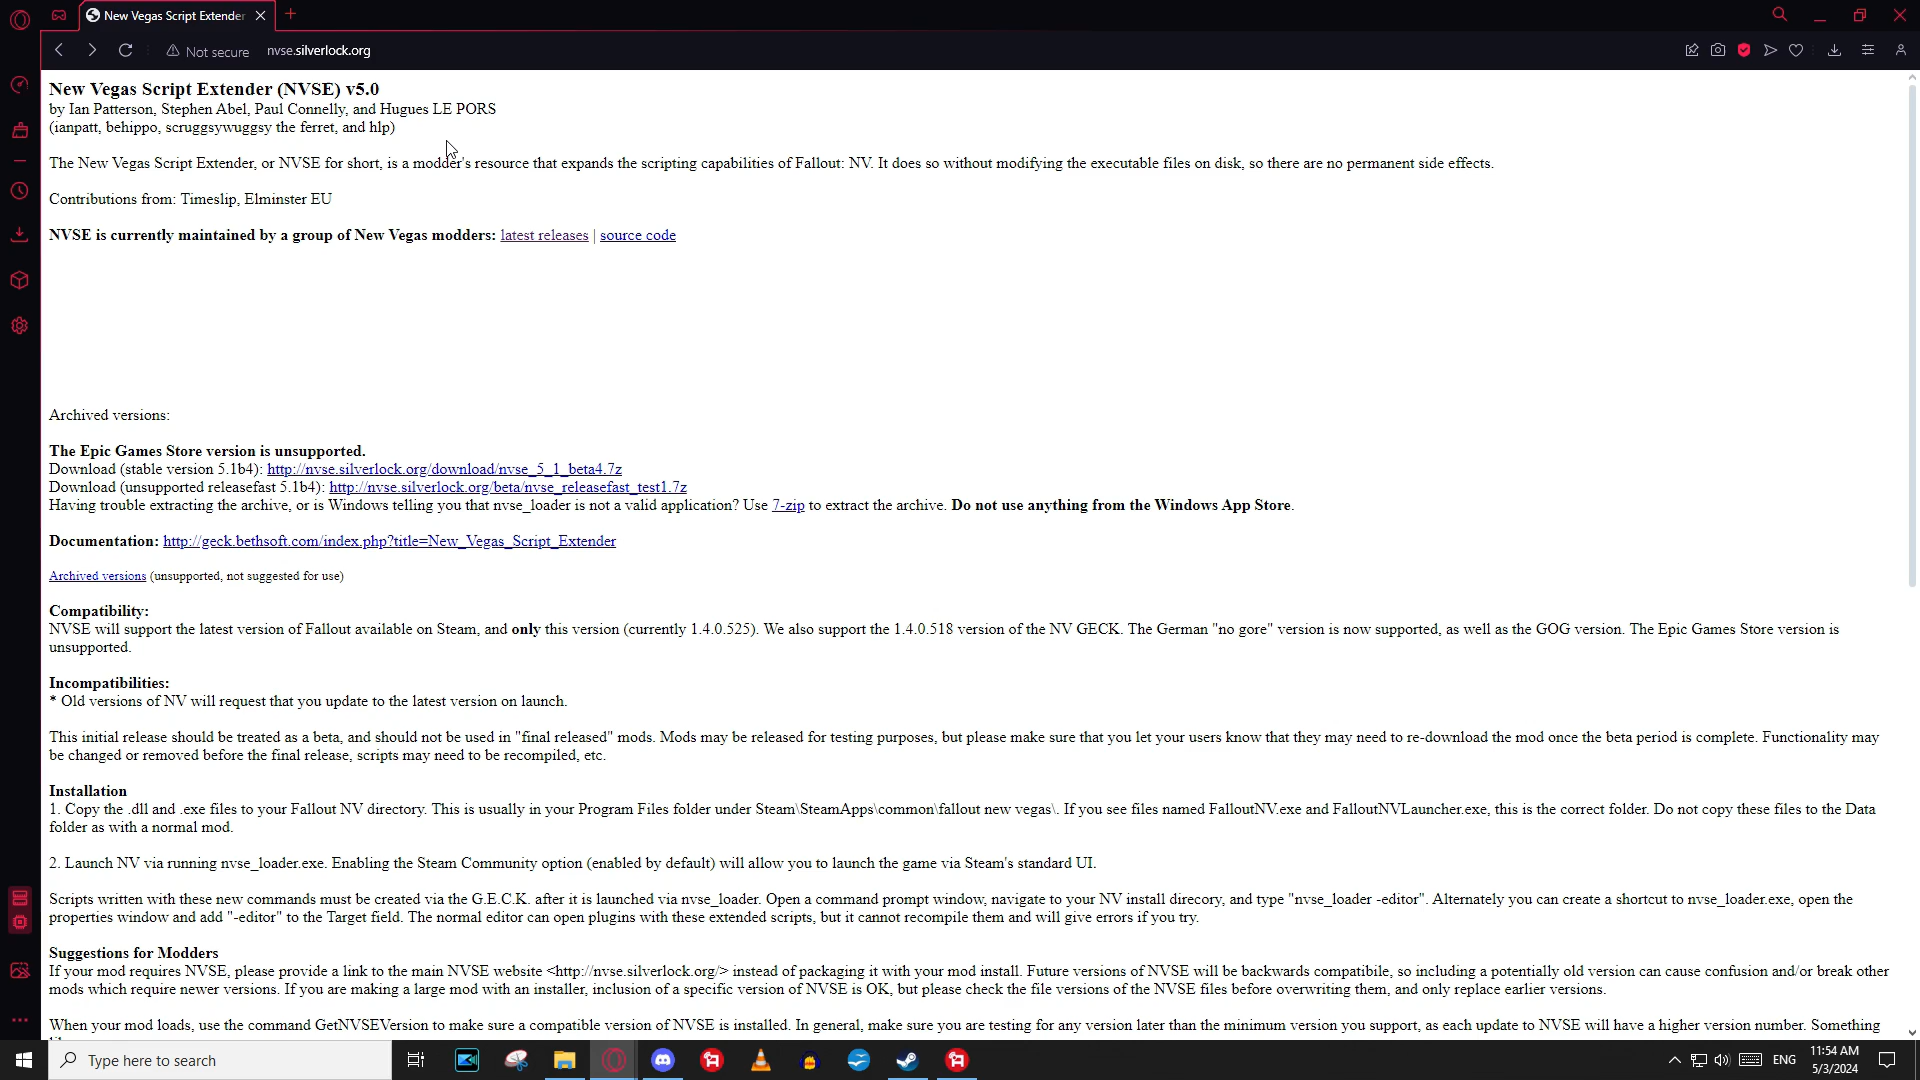 New Vegas Script Extender
Not secure
nvse.silverlock.org
New Vegas Script Extender (NVSE) v5.0
by Ian Patterson, Stephen Abel, Paul Connelly, and Hugues LE PORS
(ianpatt, behippo, scruggsywuggsy the ferret, and hlp)
The New Vegas Script Extender, or NVSE for short, is a modder's resource that expands the scripting capabilities of Fallout: NV. It does so without modifying the executable files on disk, so there are no permanent side effects.
Contributions from: Timeslip, Elminster EU
NVSE is currently maintained by a group of New Vegas modders: latest releases | source code
Archived versions:
The Epic Games Store version is unsupported.
Download (stable version 5.1b4): http://nvse.silverlock.org/download/nvse_5_1_beta4.7z
Download (unsupported releasefast 5.1b4): http://nvse.silverlock.org/beta/nvse_releasefast_test1.7z
Having trouble extracting the archive, or is Windows telling you that nvse_loader is not a valid application? Use 7-zip to extract the archive. Do not use anything from the Windows App Store.
Documentation: http://geck.bethsoft.com/index.php?title=New_Vegas_Script_Extender
Archived versions (unsupported, not suggested for use)
Compatibility:
NVSE will support the latest version of Fallout available on Steam, and only this version (currently 1.4.0.525). We also support the 1.4.0.518 version of the NV GECK. The German "no gore" version is now supported, as well as the GOG version. The Epic Games Store version is
unsupported.
Incompatibilities:
* Old versions of NV will request that you update to the latest version on launch.
This initial release should be treated as a beta, and should not be used in "final released" mods. Mods may be released for testing purposes, but please make sure that you let your users know that they may need to re-download the mod once the beta period is complete. Functionality may
be changed or removed before the final release, scripts may need to be recompiled, etc.
Installation
1. Copy the .dll and .exe files to your Fallout NV directory. This is usually in your Program Files folder under Steam\SteamApps\common\fallout new vegas\. If you see files named FalloutNV.exe and FalloutNVLauncher.exe, this is the correct folder. Do not copy these files to the Data
folder as with a normal mod.
2. Launch NV via running nvse_loader.exe. Enabling the Steam Community option (enabled by default) will allow you to launch the game via Steam's standard UI.
Scripts written with these new commands must be created via the G.E.C.K. after it is launched via nvse_loader. Open a command prompt window, navigate to your NV install direcory, and type "nvse_loader -editor". Alternately you can create a shortcut to nvse_loader.exe, open the
properties window and add "-editor" to the Target field. The normal editor can open plugins with these extended scripts, but it cannot recompile them and will give errors if you try.
Suggestions for Modders
If your mod requires NVSE, please provide a link to the main NVSE website <http://nvse.silverlock.org/> instead of packaging it with your mod install. Future versions of NVSE will be backwards compatibile, so including a potentially old version can cause confusion and/or break other
mods which require newer versions. If you are making a large mod with an installer, inclusion of a specific version of NVSE is OK, but please check the file versions of the NVSE files before overwriting them, and only replace earlier versions.
When your mod loads, use the command GetNVSEVersion to make sure a compatible version of NVSE is installed. In general, make sure you are testing for any version later than the minimum version you support, as each update to NVSE will have a higher version number. Something
Type here to search
ENG
11:54 AM
5/3/2024